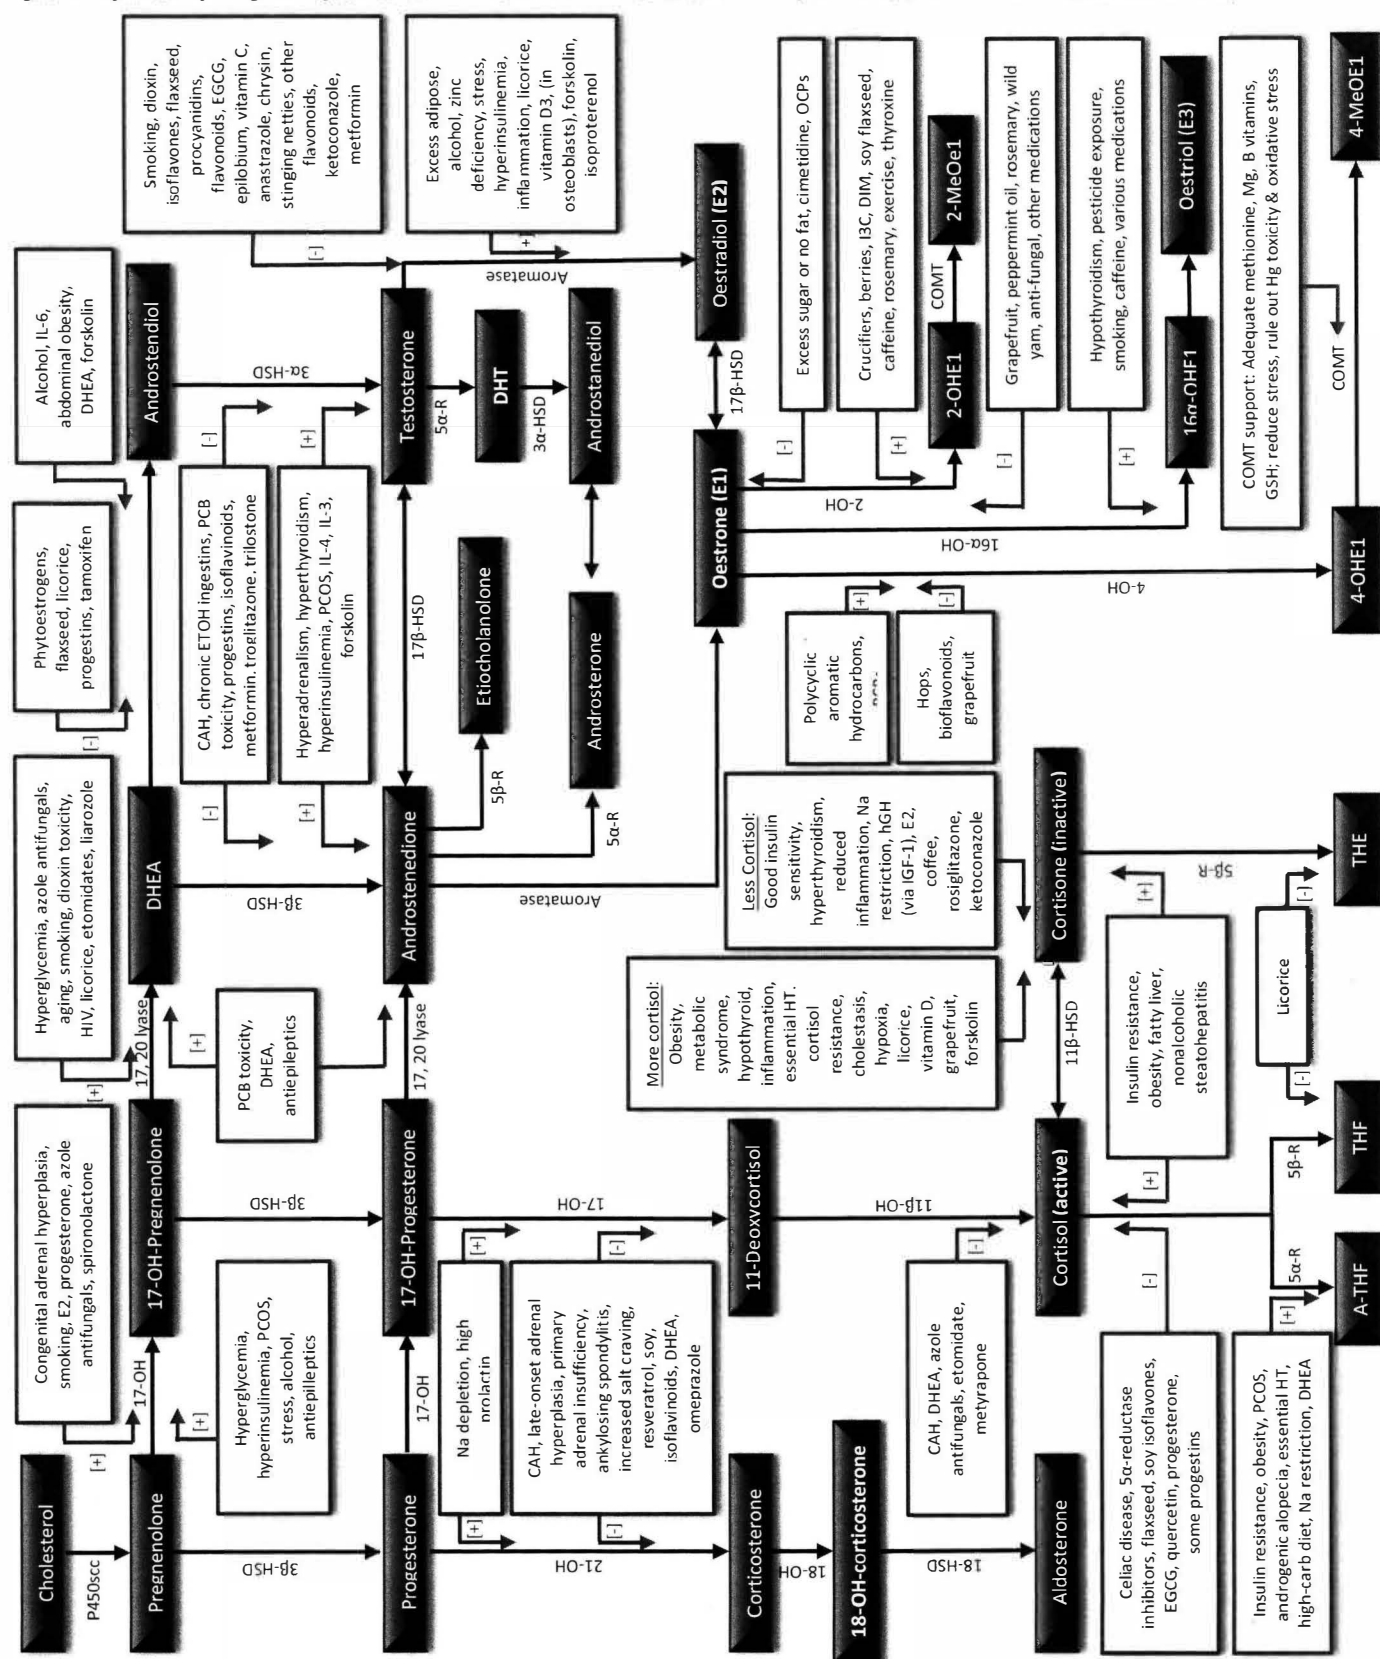 Cholesterol
P450scc
Congenital adrenal hyperplasia,
smoking, E2, progesterone, azole
antifungals, spironolactone
[+]
Hyperglycemia, azole antifungals,
aging, smoking, dioxin toxicity,
HIV, licorice, etomidates, liarozole
[+]
Phytoestrogens,
flaxseed, licorice,
progestins, tamoxifen
[-]
Alcohol, IL-6,
abdominal obesity,
DHEA, forskolin
Smoking, dioxin,
isoflavones, flaxseed,
procyanidins,
flavonoids, EGCG,
epilobium, vitamin C,
anastrazole, chrysin,
stinging netties, other
flavonoids,
ketoconazole,
metformin
[-]
Pregnenolone
17-OH
17-OH-Pregnenolone
17, 20 lyase
DHEA
Androstendiol
3β-HSD
[+]
Hyperglycemia,
hyperinsulinemia, PCOS,
stress, alcohol,
antiepilleptics
3β-HSD
[+]
PCB toxicity,
DHEA,
antiepileptics
3β-HSD
[-]
CAH, chronic ETOH ingestins, PCB
toxicity, progestins, isoflavinoids,
metformin. troglitazone. trilostone
[-]
[+]
Hyperadrenalism, hyperthyroidism,
hyperinsulinemia, PCOS, IL-4, IL-3,
forskolin
[+]
3α-HSD
Progesterone
17-OH
17-OH-Progesterone
17, 20 lyase
Androstenedione
17β-HSD
Testosterone
5α-R
DHT
3α-HSD
Androstanediol
Etiocholanolone
5β-R
Androsterone
5α-R
Aromatase
Aromatase
Excess adipose,
alcohol, zinc
deficiency, stress,
hyperinsulinemia,
inflammation, licorice,
vitamin D3, (in
osteoblasts), forskolin,
isoproterenol
[+]
21-OH
[+]
Na depletion, high
prolactin
[+]
[-]
CAH, late-onset adrenal
hyperplasia, primary
adrenal insufficiency,
ankylosing spondylitis,
increased salt craving
resveratrol, soy,
isoflavinoids, DHEA,
omeprazole
[-]
17-OH
Corticosterone
11-Deoxycortisol
Oestrone (E1)
17β-HSD
Oestradiol (E2)
18-OH
18-OH-corticosterone
18-HSD
Aldosterone
CAH, DHEA, azole
antifungals, etomidate,
metyrapone
[-]
11β-OH
More cortisol:
Obesity,
metabolic
syndrome,
hypothyroid,
inflammation,
essential HT.
cortisol
resistance,
cholestasis,
hypoxia,
licorice,
vitamin D,
grapefruit,
forskolin
Less Cortisol:
Good insulin
sensitivity,
hyperthyroidism,
reduced
inflammation, Na
restriction, hGH
(via IGF-1), E2,
coffee,
rosiglitazone,
ketoconazole
Polycyclic
aromatic
hydrocarbons,
[+]
Hops,
bioflavonoids,
grapefruit
[-]
4-OH
16α-OH
2-OH
Excess sugar or no fat, cimetidine, OCPs
[-]
Crucifiers, berries, I3C, DIM, soy flaxseed,
caffeine, rosemary, exercise, thyroxine
[+]
2-OHE1
COMT
2-MeOe1
Grapefruit, peppermint oil, rosemary, wild
yam, anti-fungal, other medications
[-]
Hypothyroidism, pesticide exposure,
smoking, caffeine, various medications
[+]
16α-OHF1
Oestriol (E3)
COMT support: Adequate methionine, Mg, B vitamins,
GSH; reduce stress, rule out Hg toxicity & oxidative stress
COMT
4-OHE1
4-MeOE1
Cortisol (active)
11β-HSD
Cortisone (inactive)
Celiac disease, 5α-reductase
inhibitors, flaxseed, soy isoflavones,
EGCG, quercetin, progesterone,
some progestins
[-]
[+]
Insulin resistance,
obesity, fatty liver,
nonalcoholic
steatohepatitis
[+]
Insulin resistance, obesity, PCOS,
androgenic alopecia, essential HT,
high-carb diet, Na restriction, DHEA
[+]
5α-R
5β-R
[-]
Licorice
[-]
5β-R
A-THF
THF
THE